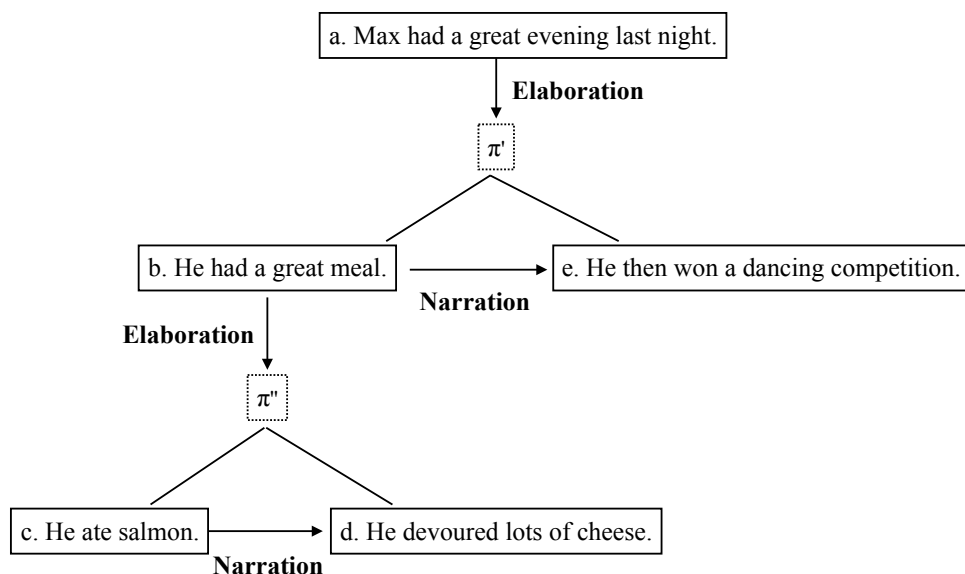 a. Max had a great evening last night.
Elaboration
π'
b. He had a great meal.
e. He then won a dancing competition.
Narration
Elaboration
π"
c. He ate salmon.
d. He devoured lots of cheese.
Narration